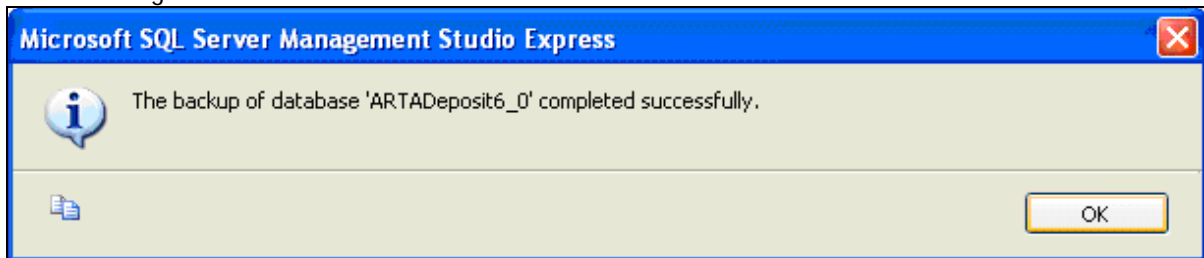 Microsoft SQL Server Management Studio Express
The backup of database 'ARTADeposit6_0' completed successfully.
OK